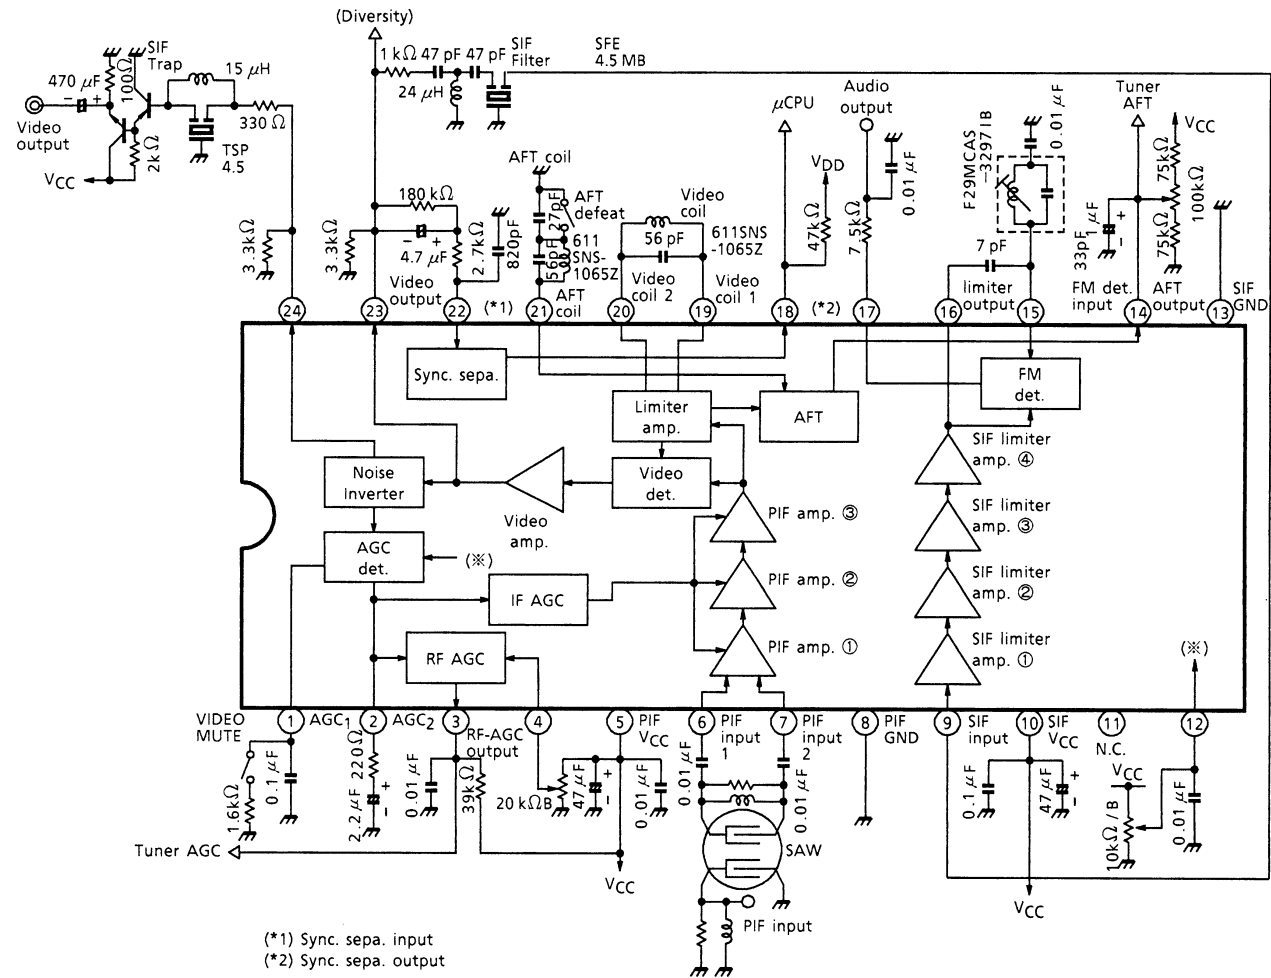 (Diversity)
SIF
Trap
470 μF
100Ω
15 μH
1 kΩ
47 pF
47 pF
SIF
Filter
SFE
4.5 MB
24 μH
- +
Video
output
330 Ω
TSP
4.5
2kΩ
VCC
μCPU
Audio
output
VDD
0.01 μF
47kΩ
7.5kΩ
F29MCAS
-3297IB
0.01 μF
Tuner
AFT
VCC
75kΩ
100kΩ
75kΩ
1 μF
+
-
33pF
7 pF
AFT coil
27pF
AFT
defeat
56pF
611
SNS-
1065Z
Video
coil
56 pF
611SNS
-1065Z
180 kΩ
- +
4.7 μF
2.7kΩ
820pF
3.3kΩ
3.3kΩ
Video
output
(*1)
AFT
coil
Video
coil 2
Video
coil 1
(*2)
limiter
output
FM det.
input
AFT
output
SIF
GND
24
23
22
21
20
19
18
17
16
15
14
13
Sync. sepa.
Limiter
amp.
AFT
FM
det.
Noise
Inverter
Video
det.
Video
amp.
AGC
det.
(※)
IF AGC
RF AGC
PIF amp. ③
PIF amp. ②
PIF amp. ①
SIF limiter
amp. ④
SIF limiter
amp. ③
SIF limiter
amp. ②
SIF limiter
amp. ①
(※)
VIDEO
MUTE
1
AGC1
2
AGC2
3
RF-AGC
output
4
5
PIF
VCC
6
PIF
input
1
7
PIF
input
2
8
PIF
GND
9
SIF
input
10
SIF
VCC
11
N.C.
12
1.6kΩ
0.1 μF
220Ω
2.2 μF
+
-
0.01 μF
39kΩ
20 kΩB
47 μF
+
-
0.01 μF
0.01 μF
0.01 μF
SAW
0.1 μF
47 μF
+
-
VCC
10kΩ / B
0.01 μF
Tuner AGC
VCC
VCC
PIF input
(*1) Sync. sepa. input
(*2) Sync. sepa. output